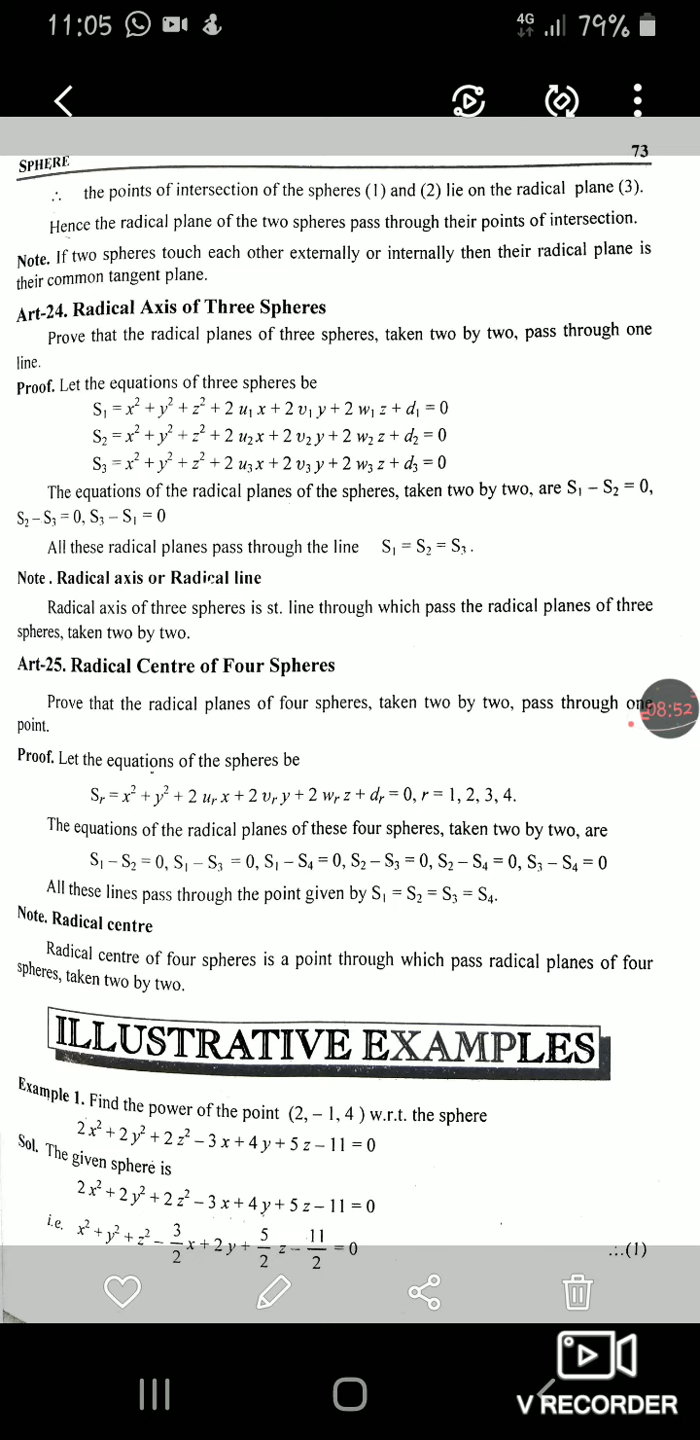 11:05
4G
79%
SPHERE
73
∴ the points of intersection of the spheres (1) and (2) lie on the radical plane (3).
Hence the radical plane of the two spheres pass through their points of intersection.
Note. If two spheres touch each other externally or internally then their radical plane is
their common tangent plane.
Art-24. Radical Axis of Three Spheres
Prove that the radical planes of three spheres, taken two by two, pass through one
line.
Proof. Let the equations of three spheres be
S₁ = x² + y² + z² + 2 u₁ x + 2 v₁ y + 2 w₁ z + d₁ = 0
S₂ = x² + y² + z² + 2 u₂ x + 2 v₂ y + 2 w₂ z + d₂ = 0
S₃ = x² + y² + z² + 2 u₃ x + 2 v₃ y + 2 w₃ z + d₃ = 0
The equations of the radical planes of the spheres, taken two by two, are S₁ – S₂ = 0,
S₂ – S₃ = 0, S₃ – S₁ = 0
All these radical planes pass through the line S₁ = S₂ = S₃ .
Note . Radical axis or Radical line
Radical axis of three spheres is st. line through which pass the radical planes of three
spheres, taken two by two.
Art-25. Radical Centre of Four Spheres
Prove that the radical planes of four spheres, taken two by two, pass through one
08:52
point.
Proof. Let the equations of the spheres be
Sᵣ = x² + y² + 2 uᵣ x + 2 vᵣ y + 2 wᵣ z + dᵣ = 0, r = 1, 2, 3, 4.
The equations of the radical planes of these four spheres, taken two by two, are
S₁ – S₂ = 0, S₁ – S₃ = 0, S₁ – S₄ = 0, S₂ – S₃ = 0, S₂ – S₄ = 0, S₃ – S₄ = 0
All these lines pass through the point given by S₁ = S₂ = S₃ = S₄.
Note. Radical centre
Radical centre of four spheres is a point through which pass radical planes of four
spheres, taken two by two.
ILLUSTRATIVE EXAMPLES
Example 1. Find the power of the point (2, – 1, 4 ) w.r.t. the sphere
2 x² + 2 y² + 2 z² – 3 x + 4 y + 5 z – 11 = 0
Sol. The given sphere is
2 x² + 2 y² + 2 z² – 3 x + 4 y + 5 z – 11 = 0
i.e. x² + y² + z² – 3/2 x + 2 y + 5/2 z – 11/2 = 0 ...(1)
V RECORDER